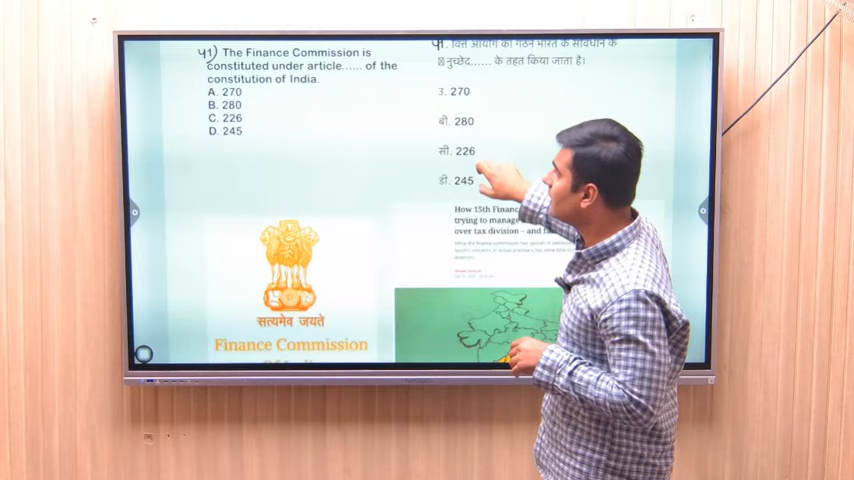 41) The Finance Commission is
constituted under article...... of the
constitution of India.
A. 270
B. 280
C. 226
D. 245
५1. वित्त आयोग का गठन भारत के संविधान के
नुच्छेद...... के तहत किया जाता है।
उ. 270
बी. 280
सी. 226
डी. 245
How 15th Financ
trying to manage
over tax division – and
सत्यमेव जयते
Finance Commission